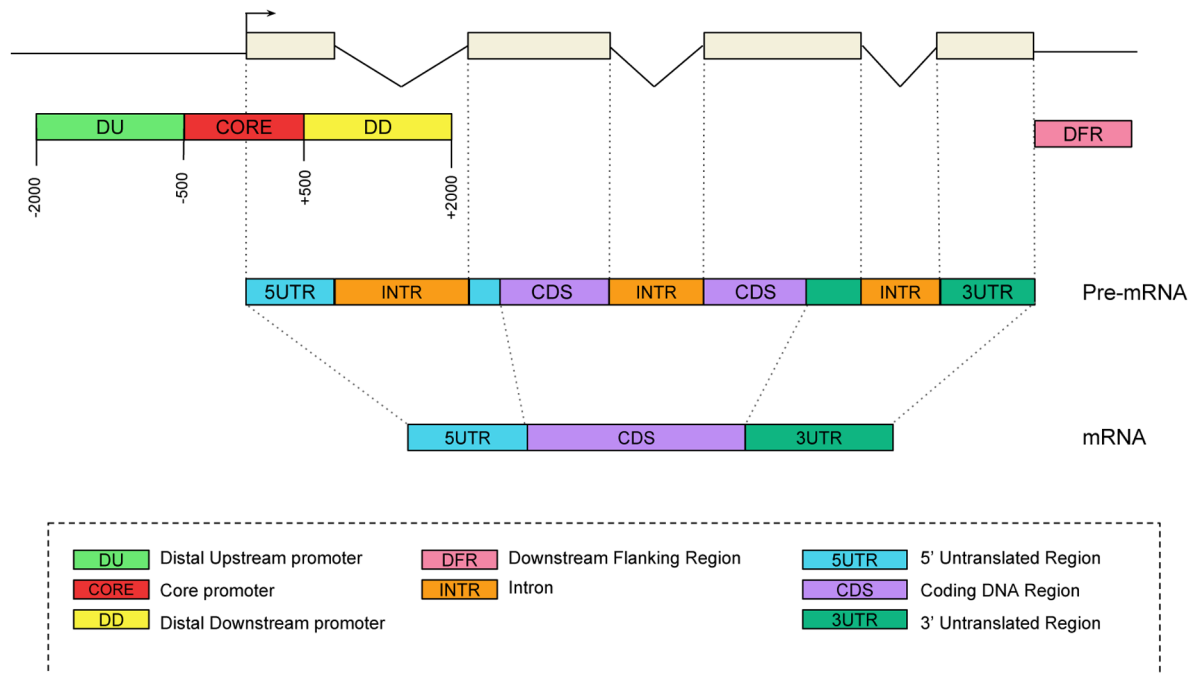 DU CORE DD DFR
-2000 -500 +500 +2000
5UTR INTR CDS INTR CDS INTR 3UTR Pre-mRNA
5UTR CDS 3UTR mRNA
DU Distal Upstream promoter DFR Downstream Flanking Region 5UTR 5' Untranslated Region
CORE Core promoter INTR Intron CDS Coding DNA Region
DD Distal Downstream promoter 3UTR 3' Untranslated Region